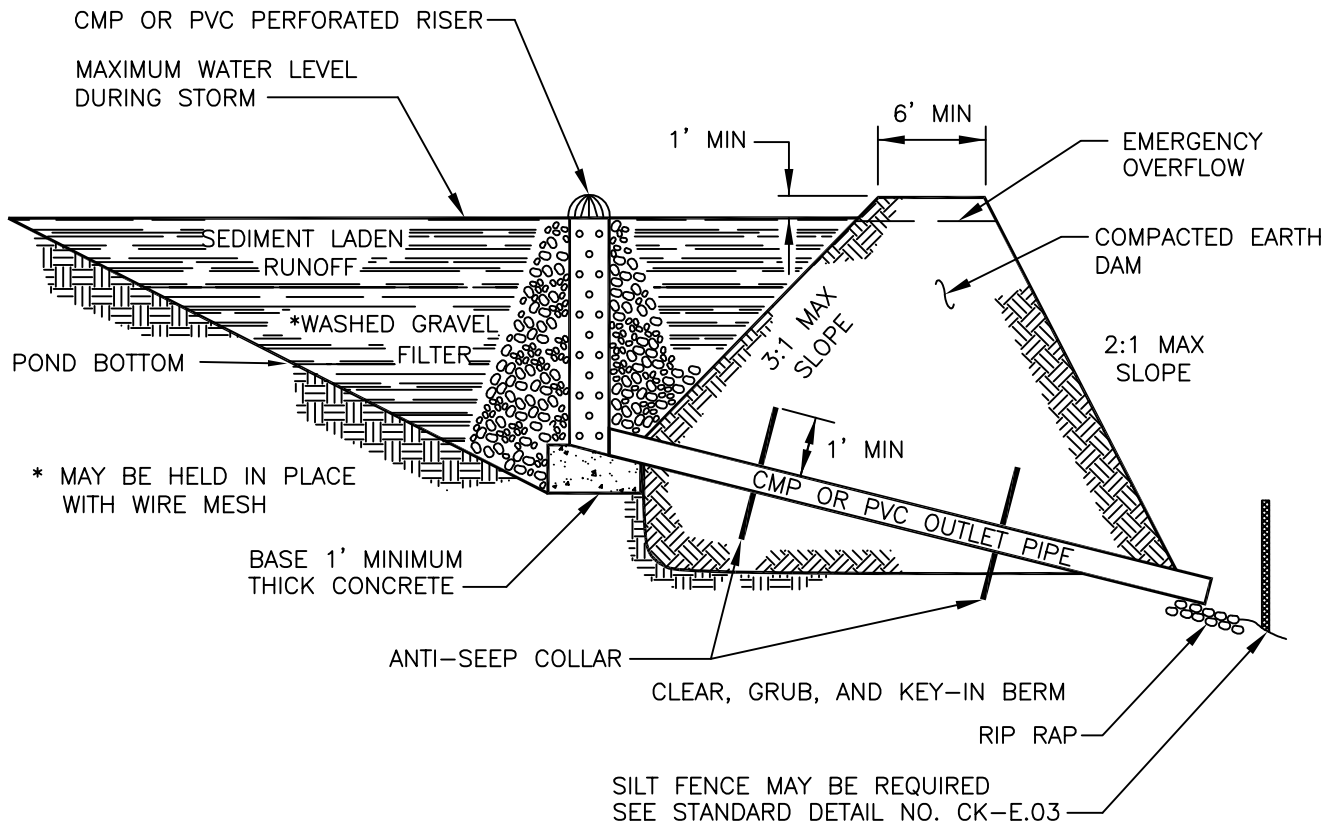 CMP OR PVC PERFORATED RISER
MAXIMUM WATER LEVEL
DURING STORM
6' MIN
1' MIN
EMERGENCY
OVERFLOW
SEDIMENT LADEN
RUNOFF
COMPACTED EARTH
DAM
*WASHED GRAVEL
FILTER
3:1 MAX
SLOPE
2:1 MAX
SLOPE
POND BOTTOM
1' MIN
* MAY BE HELD IN PLACE
WITH WIRE MESH
CMP OR PVC OUTLET PIPE
BASE 1' MINIMUM
THICK CONCRETE
ANTI-SEEP COLLAR
CLEAR, GRUB, AND KEY-IN BERM
RIP RAP
SILT FENCE MAY BE REQUIRED
SEE STANDARD DETAIL NO. CK-E.03